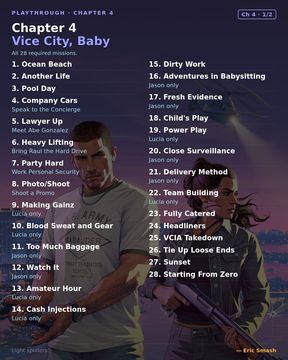 PLAYTHROUGH • CHAPTER 4
Ch 4 · 1/2
Chapter 4
Vice City, Baby
All 28 required missions.
1. Ocean Beach
2. Another Life
3. Pool Day
4. Company Cars
Speak to the Concierge
5. Lawyer Up
Meet Abe Gonzalez
6. Heavy Lifting
Bring Raul the Hard Drive
7. Party Hard
Work Personal Security
8. Photo/Shoot
Shoot a Promo
9. Making Gainz
Lucia only
10. Blood Sweat and Gear
Lucia only
11. Too Much Baggage
Jason only
12. Watch It
Jason only
13. Amateur Hour
Lucia only
14. Cash Injections
Lucia only
15. Dirty Work
16. Adventures in Babysitting
Jason only
17. Fresh Evidence
Jason only
18. Child's Play
19. Power Play
Lucia only
20. Close Surveillance
Jason only
21. Delivery Method
Jason only
22. Team Building
Lucia only
23. Fully Catered
24. Headliners
25. VCIA Takedown
26. Tie Up Loose Ends
27. Sunset
28. Starting From Zero
ARMY
Light spoilers
— Eric Smash